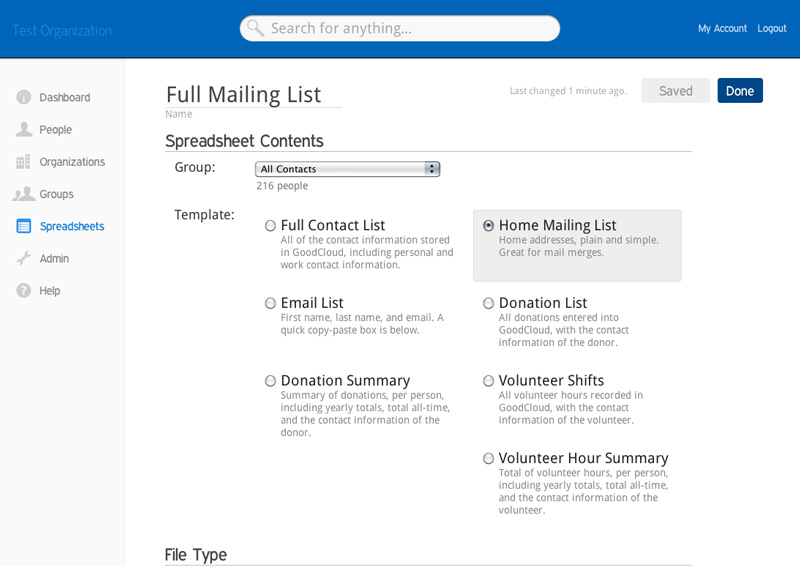 Test Organization
Search for anything...
My Account
Logout
Dashboard
People
Organizations
Groups
Spreadsheets
Admin
Help
Full Mailing List
Name
Last changed 1 minute ago.
Saved
Done
Spreadsheet Contents
Group:
All Contacts
216 people
Template:
Full Contact List
All of the contact information stored
in GoodCloud, including personal and
work contact information.
Home Mailing List
Home addresses, plain and simple.
Great for mail merges.
Email List
First name, last name, and email. A
quick copy-paste box is below.
Donation List
All donations entered into
GoodCloud, with the contact
information of the donor.
Donation Summary
Summary of donations, per person,
including yearly totals, total all-time,
and the contact information of the
donor.
Volunteer Shifts
All volunteer hours recorded in
GoodCloud, with the contact
information of the volunteer.
Volunteer Hour Summary
Total of volunteer hours, per person,
including yearly totals, total all-time,
and the contact information of the
volunteer.
File Type